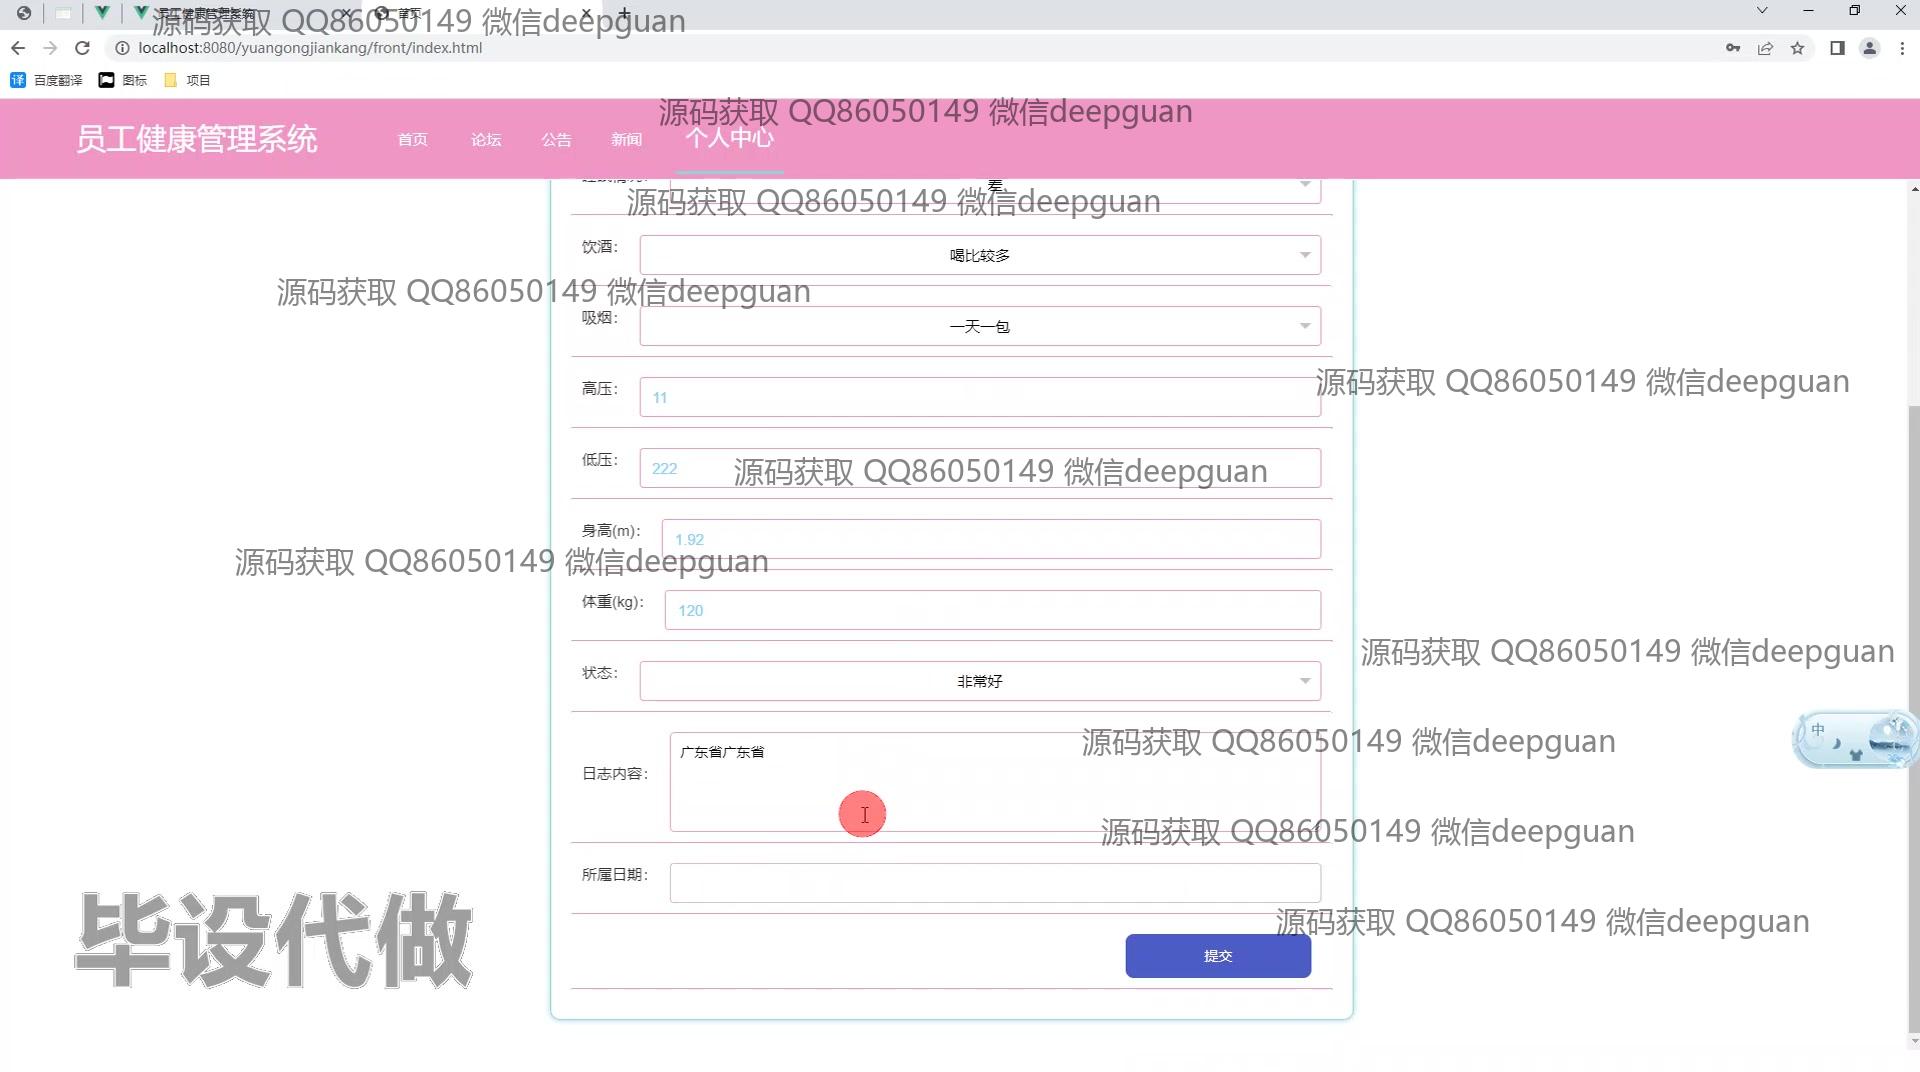 员工健康管理系统
首页
源码获取 QQ86050149 微信deepguan
localhost:8080/yuangongjiankang/front/index.html
译 百度翻译 图标 项目
源码获取 QQ86050149 微信deepguan
员工健康管理系统 首页 论坛 公告 新闻 个人中心
差
源码获取 QQ86050149 微信deepguan
饮酒: 喝比较多
源码获取 QQ86050149 微信deepguan
吸烟: 一天一包
高压: 11
源码获取 QQ86050149 微信deepguan
低压: 222
源码获取 QQ86050149 微信deepguan
身高(m): 1.92
源码获取 QQ86050149 微信deepguan
体重(kg): 120
源码获取 QQ86050149 微信deepguan
状态: 非常好
中
源码获取 QQ86050149 微信deepguan
广东省广东省
日志内容:
源码获取 QQ86050149 微信deepguan
所属日期:
源码获取 QQ86050149 微信deepguan
毕设代做
提交